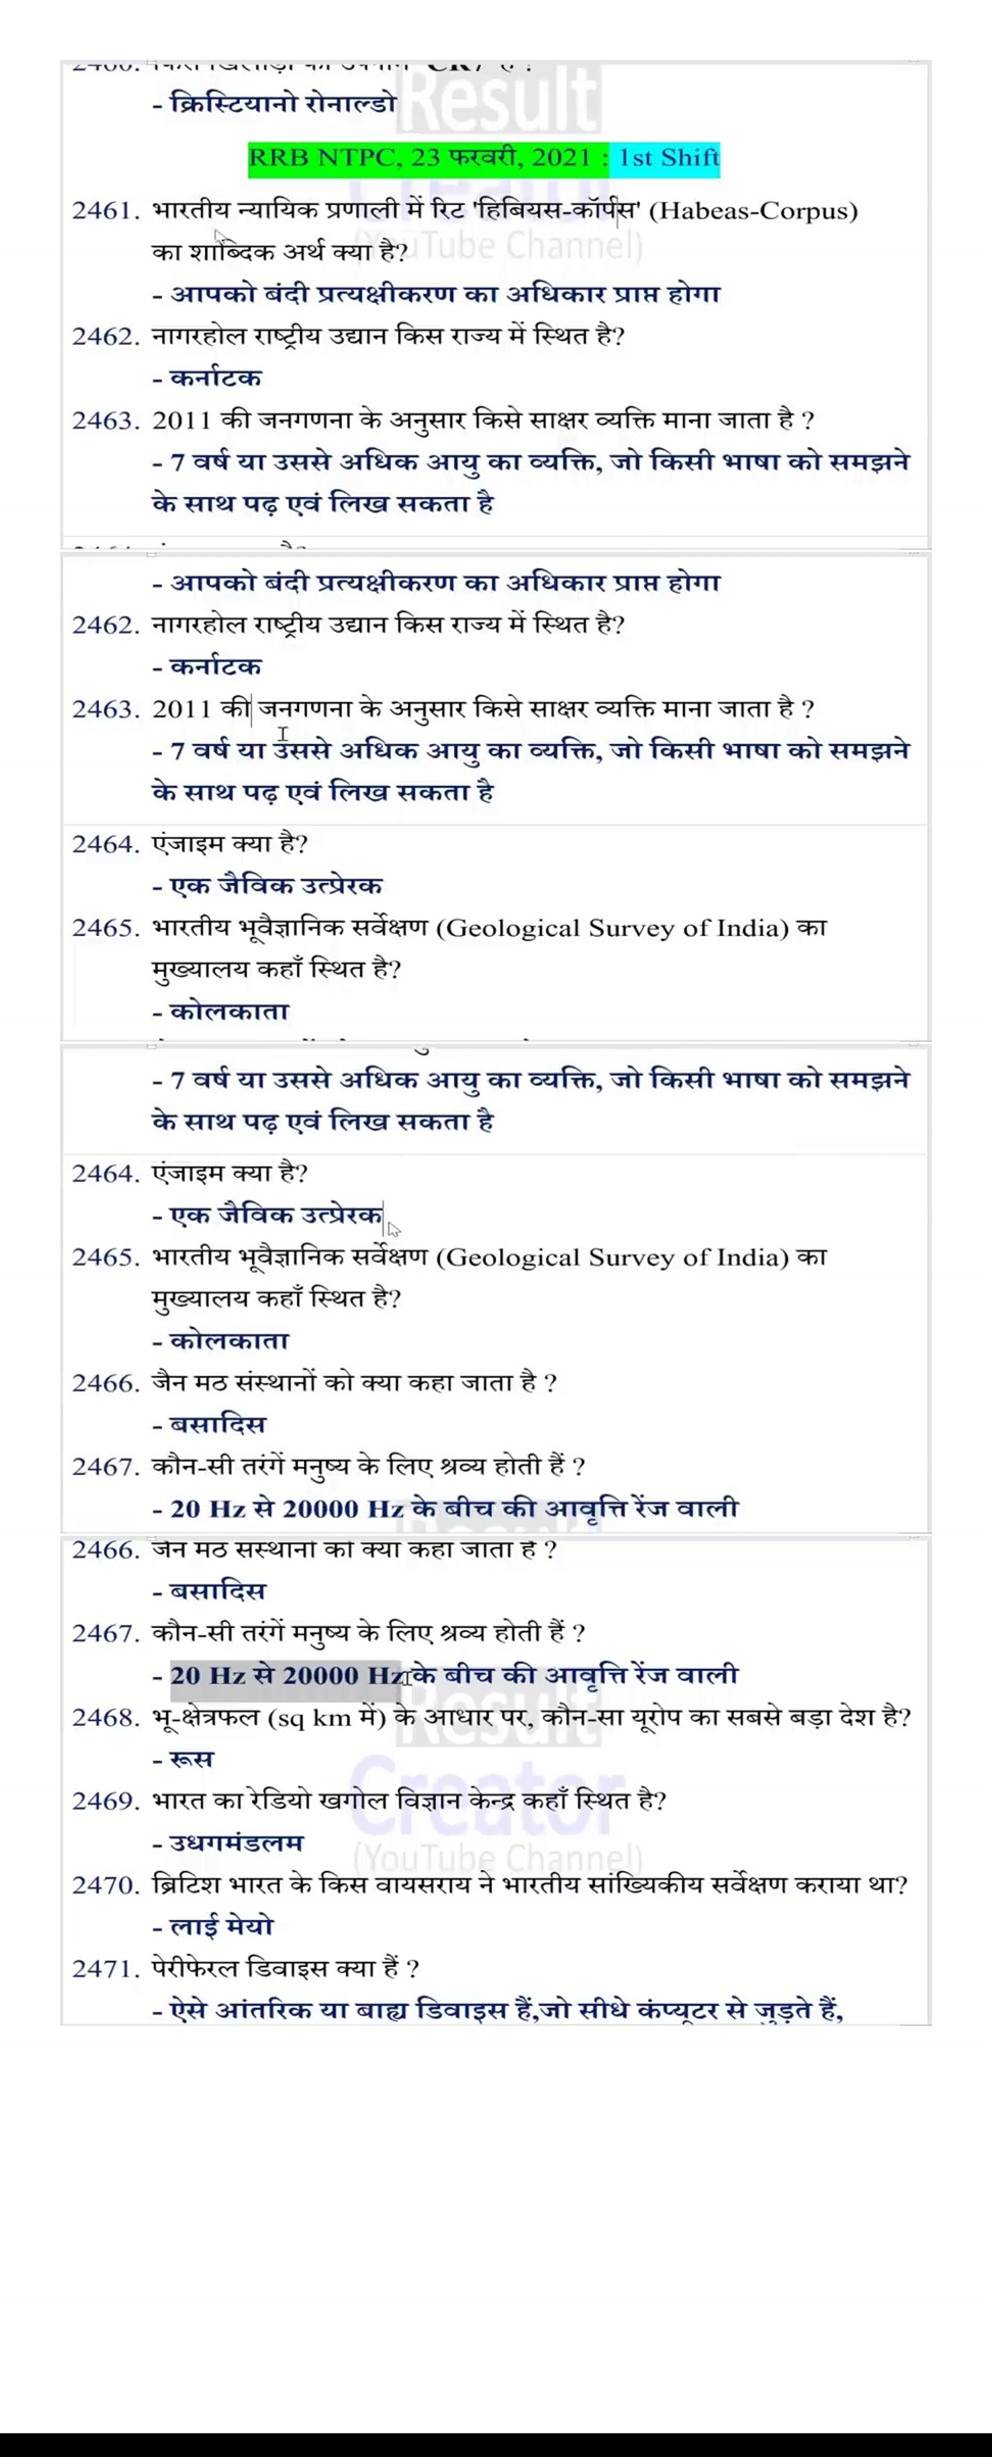 - क्रिस्टियानो रोनाल्डो
Result
RRB NTPC, 23 फरवरी, 2021 : 1st Shift
2461. भारतीय न्यायिक प्रणाली में रिट 'हिबियस-कॉर्पस' (Habeas-Corpus)
का शाब्दिक अर्थ क्या है?
(YouTube Channel)
- आपको बंदी प्रत्यक्षीकरण का अधिकार प्राप्त होगा
2462. नागरहोल राष्ट्रीय उद्यान किस राज्य में स्थित है?
- कर्नाटक
2463. 2011 की जनगणना के अनुसार किसे साक्षर व्यक्ति माना जाता है ?
- 7 वर्ष या उससे अधिक आयु का व्यक्ति, जो किसी भाषा को समझने
के साथ पढ़ एवं लिख सकता है
- आपको बंदी प्रत्यक्षीकरण का अधिकार प्राप्त होगा
2462. नागरहोल राष्ट्रीय उद्यान किस राज्य में स्थित है?
- कर्नाटक
2463. 2011 की जनगणना के अनुसार किसे साक्षर व्यक्ति माना जाता है ?
- 7 वर्ष या उससे अधिक आयु का व्यक्ति, जो किसी भाषा को समझने
के साथ पढ़ एवं लिख सकता है
2464. एंजाइम क्या है?
- एक जैविक उत्प्रेरक
2465. भारतीय भूवैज्ञानिक सर्वेक्षण (Geological Survey of India) का
मुख्यालय कहाँ स्थित है?
- कोलकाता
- 7 वर्ष या उससे अधिक आयु का व्यक्ति, जो किसी भाषा को समझने
के साथ पढ़ एवं लिख सकता है
2464. एंजाइम क्या है?
- एक जैविक उत्प्रेरक
2465. भारतीय भूवैज्ञानिक सर्वेक्षण (Geological Survey of India) का
मुख्यालय कहाँ स्थित है?
- कोलकाता
2466. जैन मठ संस्थानों को क्या कहा जाता है ?
- बसादिस
2467. कौन-सी तरंगें मनुष्य के लिए श्रव्य होती हैं ?
- 20 Hz से 20000 Hz के बीच की आवृत्ति रेंज वाली
2466. जैन मठ संस्थानों को क्या कहा जाता है ?
- बसादिस
2467. कौन-सी तरंगें मनुष्य के लिए श्रव्य होती हैं ?
- 20 Hz से 20000 Hz के बीच की आवृत्ति रेंज वाली
Result
2468. भू-क्षेत्रफल (sq km में) के आधार पर, कौन-सा यूरोप का सबसे बड़ा देश है?
- रूस
Creator
2469. भारत का रेडियो खगोल विज्ञान केन्द्र कहाँ स्थित है?
- उधगमंडलम
(YouTube Channel)
2470. ब्रिटिश भारत के किस वायसराय ने भारतीय सांख्यिकीय सर्वेक्षण कराया था?
- लार्ड मेयो
2471. पेरीफेरल डिवाइस क्या हैं ?
- ऐसे आंतरिक या बाह्य डिवाइस हैं,जो सीधे कंप्यूटर से जुड़ते हैं,